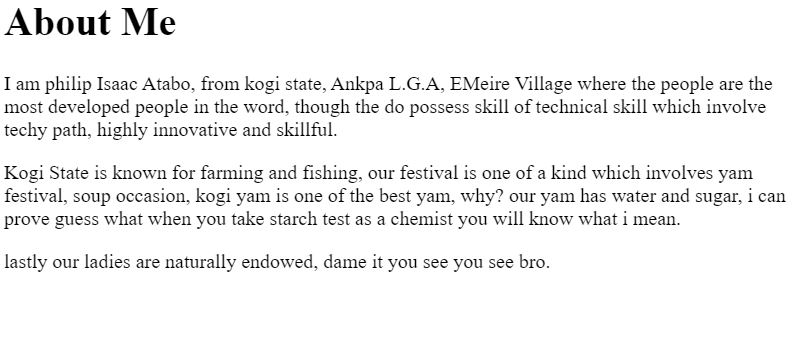 About Me
I am philip Isaac Atabo, from kogi state, Ankpa L.G.A, EMeire Village where the people are the
most developed people in the word, though the do possess skill of technical skill which involve
techy path, highly innovative and skillful.
Kogi State is known for farming and fishing, our festival is one of a kind which involves yam
festival, soup occasion, kogi yam is one of the best yam, why? our yam has water and sugar, i can
prove guess what when you take starch test as a chemist you will know what i mean.
lastly our ladies are naturally endowed, dame it you see you see bro.